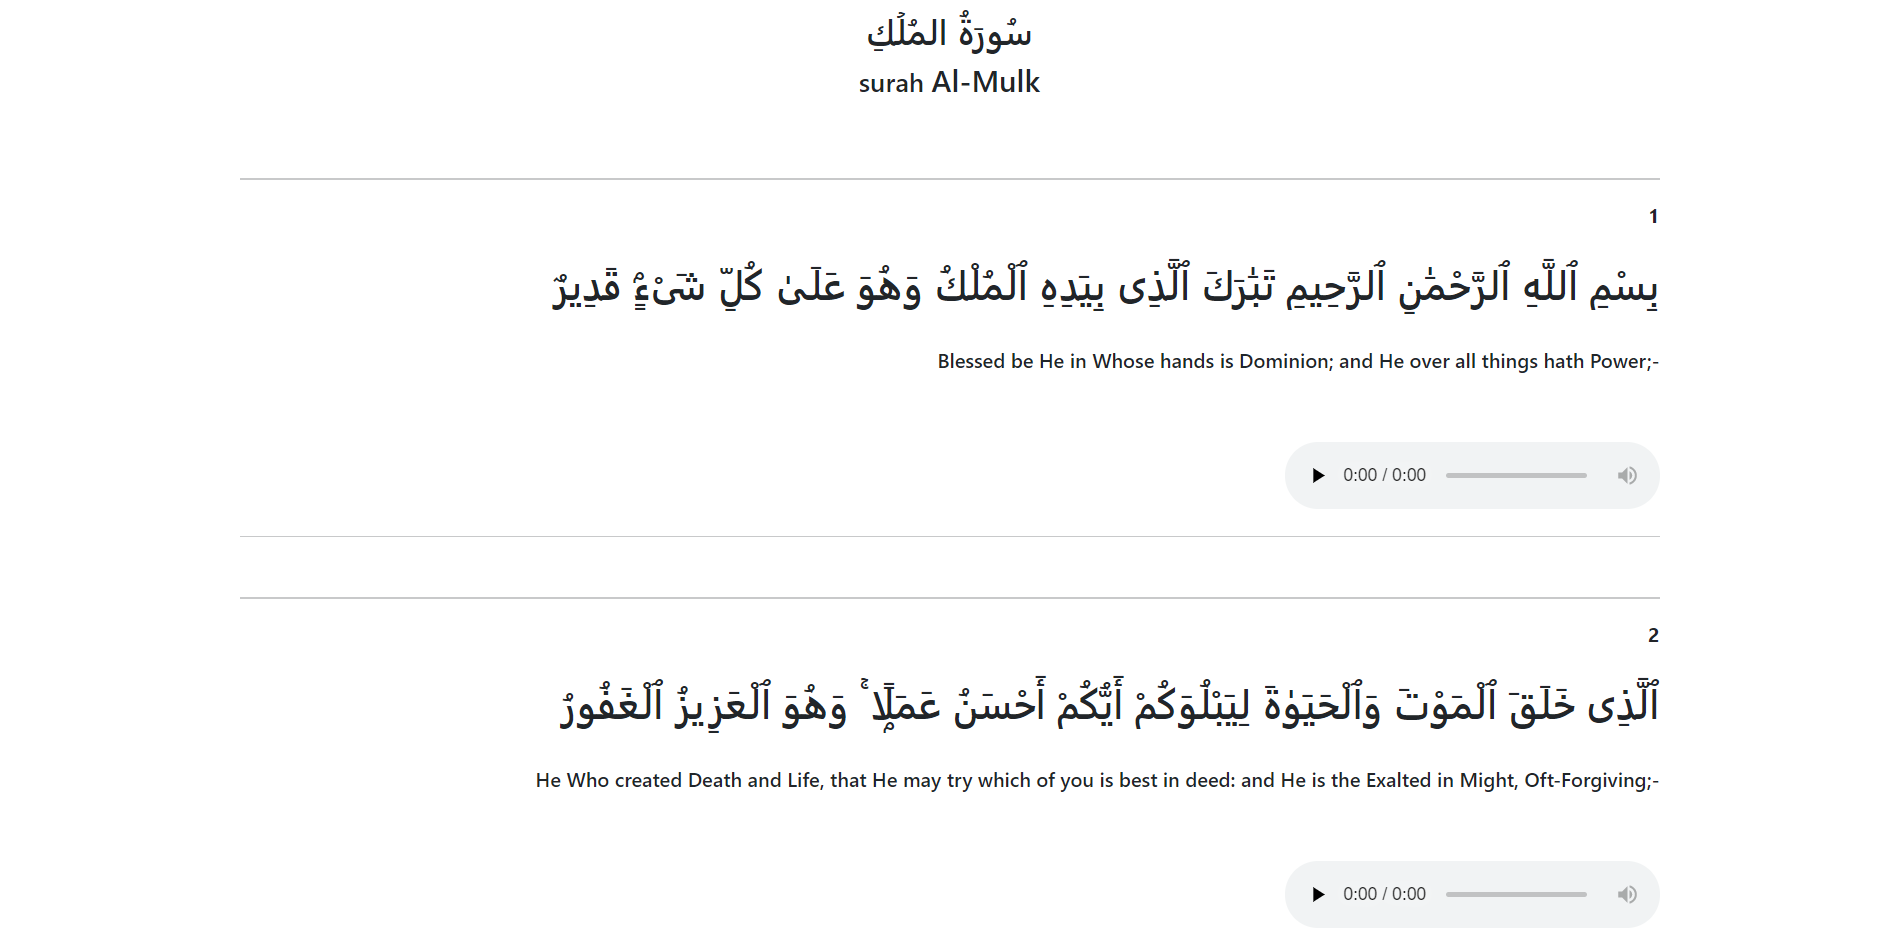 سُورَةُ المُلۡكِ
surah Al-Mulk
1
بِسْمِ ٱللَّهِ ٱلرَّحْمَٰنِ ٱلرَّحِيمِ تَبَٰرَكَ ٱلَّذِى بِيَدِهِ ٱلْمُلْكُ وَهُوَ عَلَىٰ كُلِّ شَىْءٍۢ قَدِيرٌ
Blessed be He in Whose hands is Dominion; and He over all things hath Power;-
0:00 / 0:00
2
ٱلَّذِى خَلَقَ ٱلْمَوْتَ وَٱلْحَيَوٰةَ لِيَبْلُوَكُمْ أَيُّكُمْ أَحْسَنُ عَمَلًۭا ۚ وَهُوَ ٱلْعَزِيزُ ٱلْغَفُورُ
He Who created Death and Life, that He may try which of you is best in deed: and He is the Exalted in Might, Oft-Forgiving;-
0:00 / 0:00